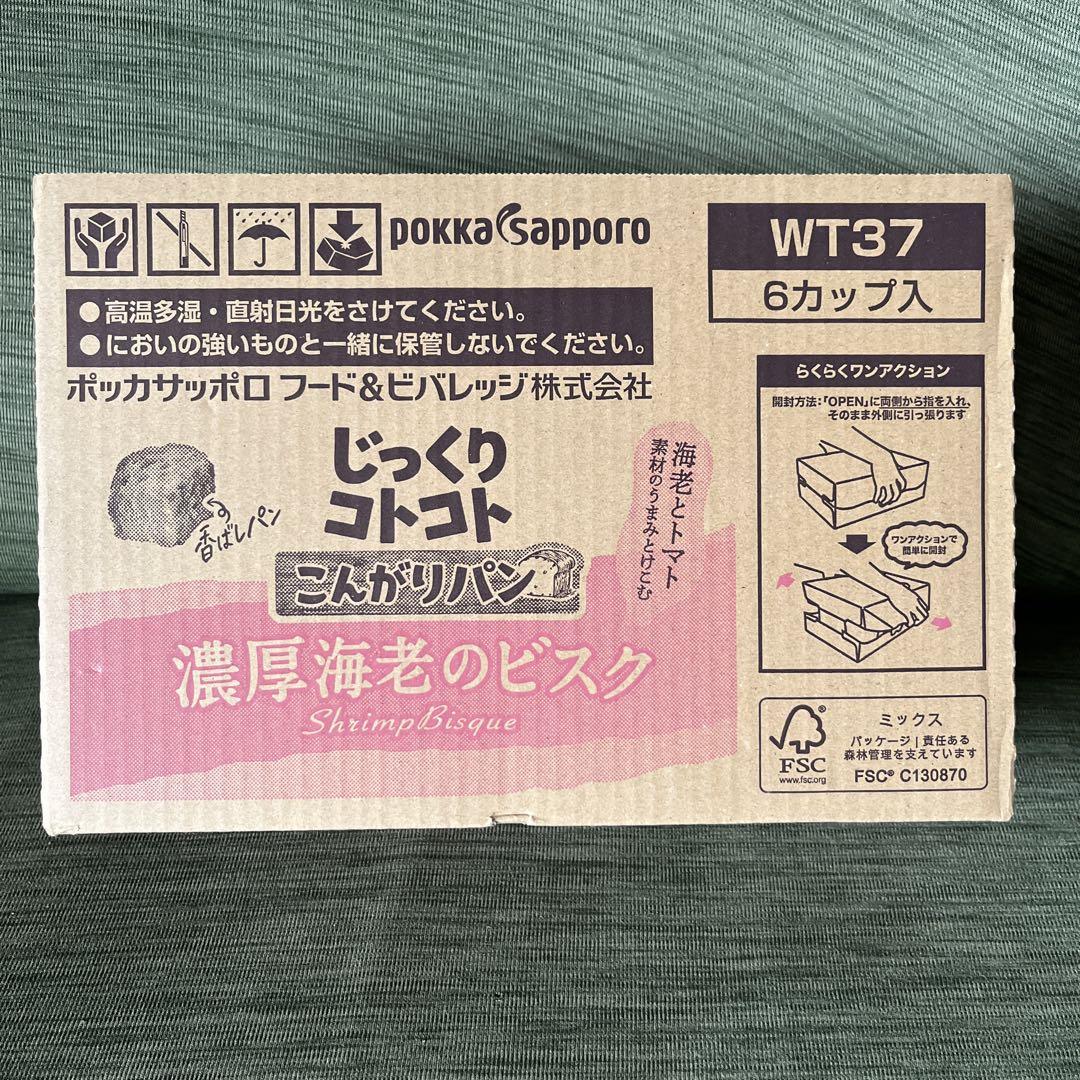 pokka sapporo
WT37
6カップ入
●高温多湿・直射日光をさけてください。
●においの強いものと一緒に保管しないでください。
ポッカサッポロ フード&ビバレッジ株式会社
じっくり
コトコト
こんがりパン
香ばしパン
海老とトマト
素材のうまみとけこむ
濃厚海老のビスク
Shrimp Bisque
らくらくワンアクション
開封方法:「OPEN」に両側から指を入れ、
そのまま外側に引っ張ります
ワンアクションで
簡単に開封
FSC
www.fsc.org
ミックス
パッケージ|責任ある
森林管理を支えています
FSC® C130870